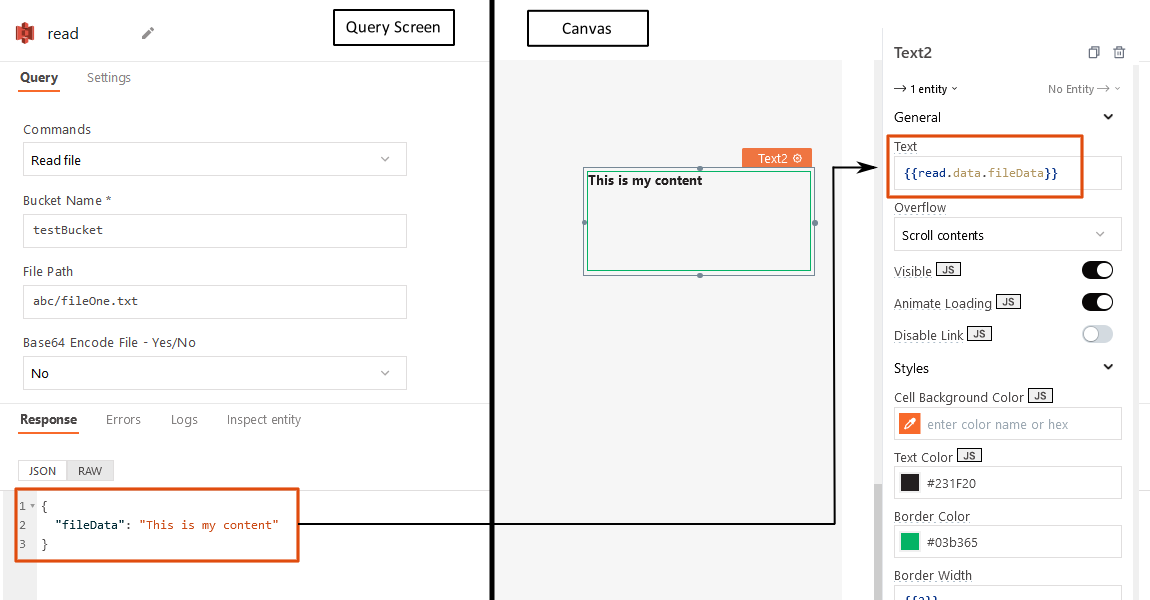 read
Query Screen
Query
Settings
Commands
Read file
Bucket Name *
testBucket
File Path
abc/fileOne.txt
Base64 Encode File - Yes/No
No
Response
Errors
Logs
Inspect entity
JSON
RAW
1 {
2 "fileData": "This is my content"
3 }
Canvas
Text2
This is my content
Text2
1 entity
No Entity
General
Text
{{read.data.fileData}}
Overflow
Scroll contents
Visible JS
Animate Loading JS
Disable Link JS
Styles
Cell Background Color JS
enter color name or hex
Text Color JS
#231F20
Border Color
#03b365
Border Width